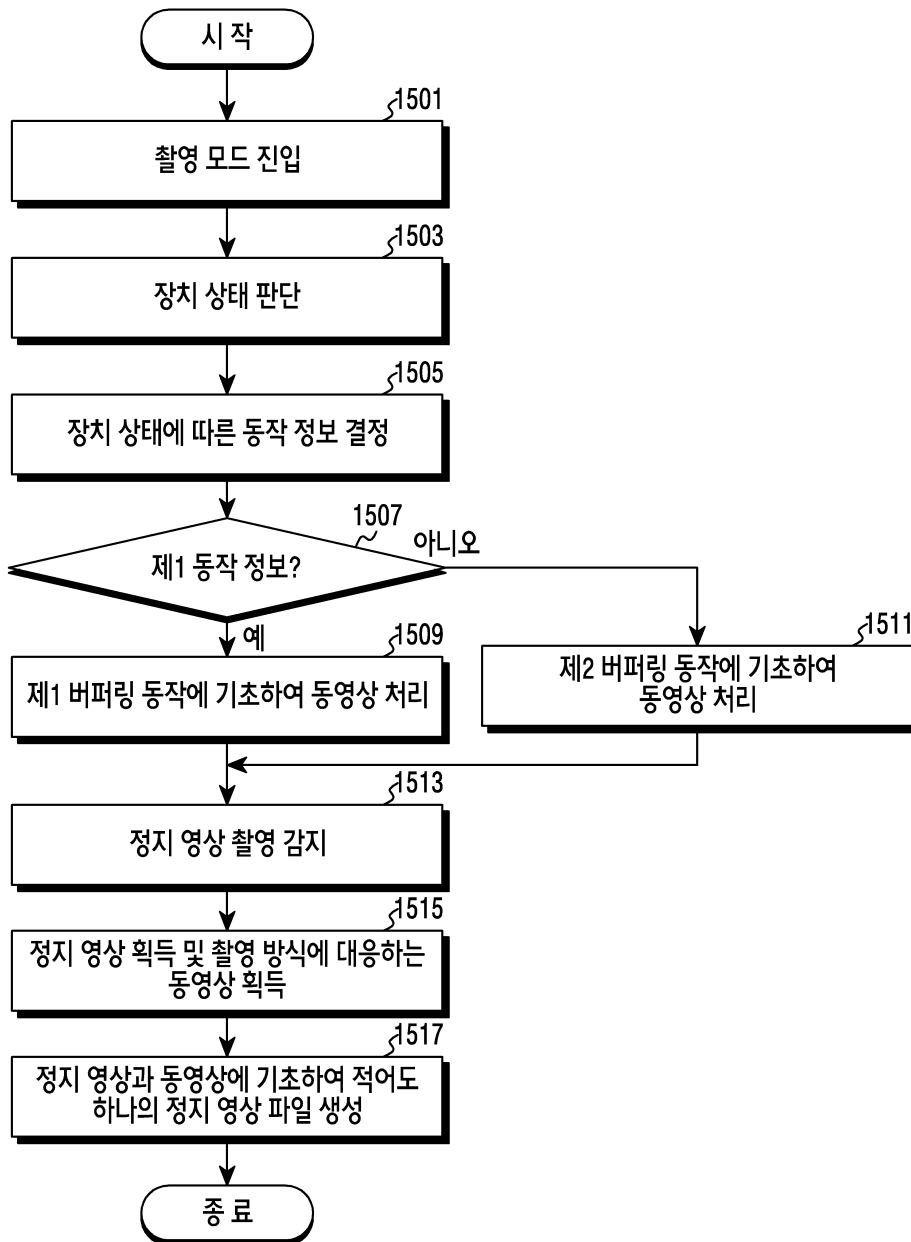 시 작
1501
촬영 모드 진입
1503
장치 상태 판단
1505
장치 상태에 따른 동작 정보 결정
1507
제1 동작 정보?
아니오
예
1509
제1 버퍼링 동작에 기초하여 동영상 처리
1511
제2 버퍼링 동작에 기초하여
동영상 처리
1513
정지 영상 촬영 감지
1515
정지 영상 획득 및 촬영 방식에 대응하는
동영상 획득
1517
정지 영상과 동영상에 기초하여 적어도
하나의 정지 영상 파일 생성
종 료